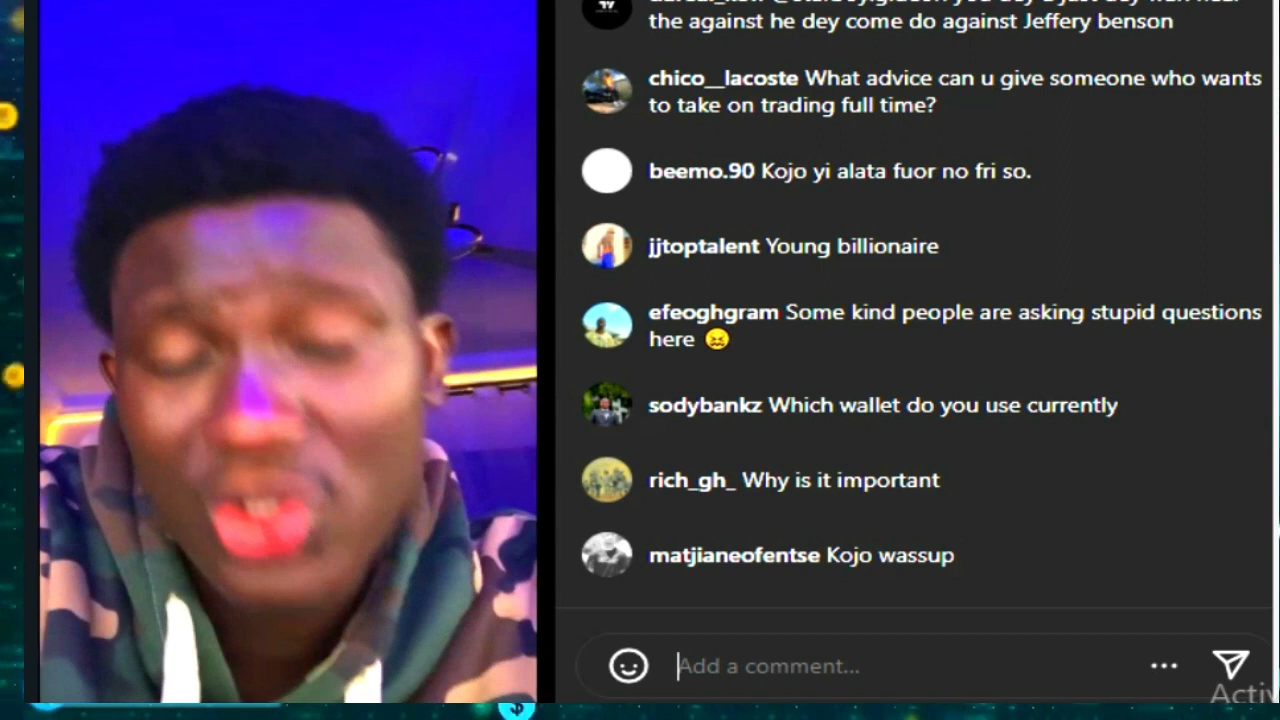 the against he dey come do against Jeffery benson
chico__lacoste What advice can u give someone who wants
to take on trading full time?
beemo.90 Kojo yi alata fuor no fri so.
jjtoptalent Young billionaire
efeoghgram Some kind people are asking stupid questions
here 😖
sodybankz Which wallet do you use currently
rich_gh_ Why is it important
matjianeofentse Kojo wassup
Add a comment...